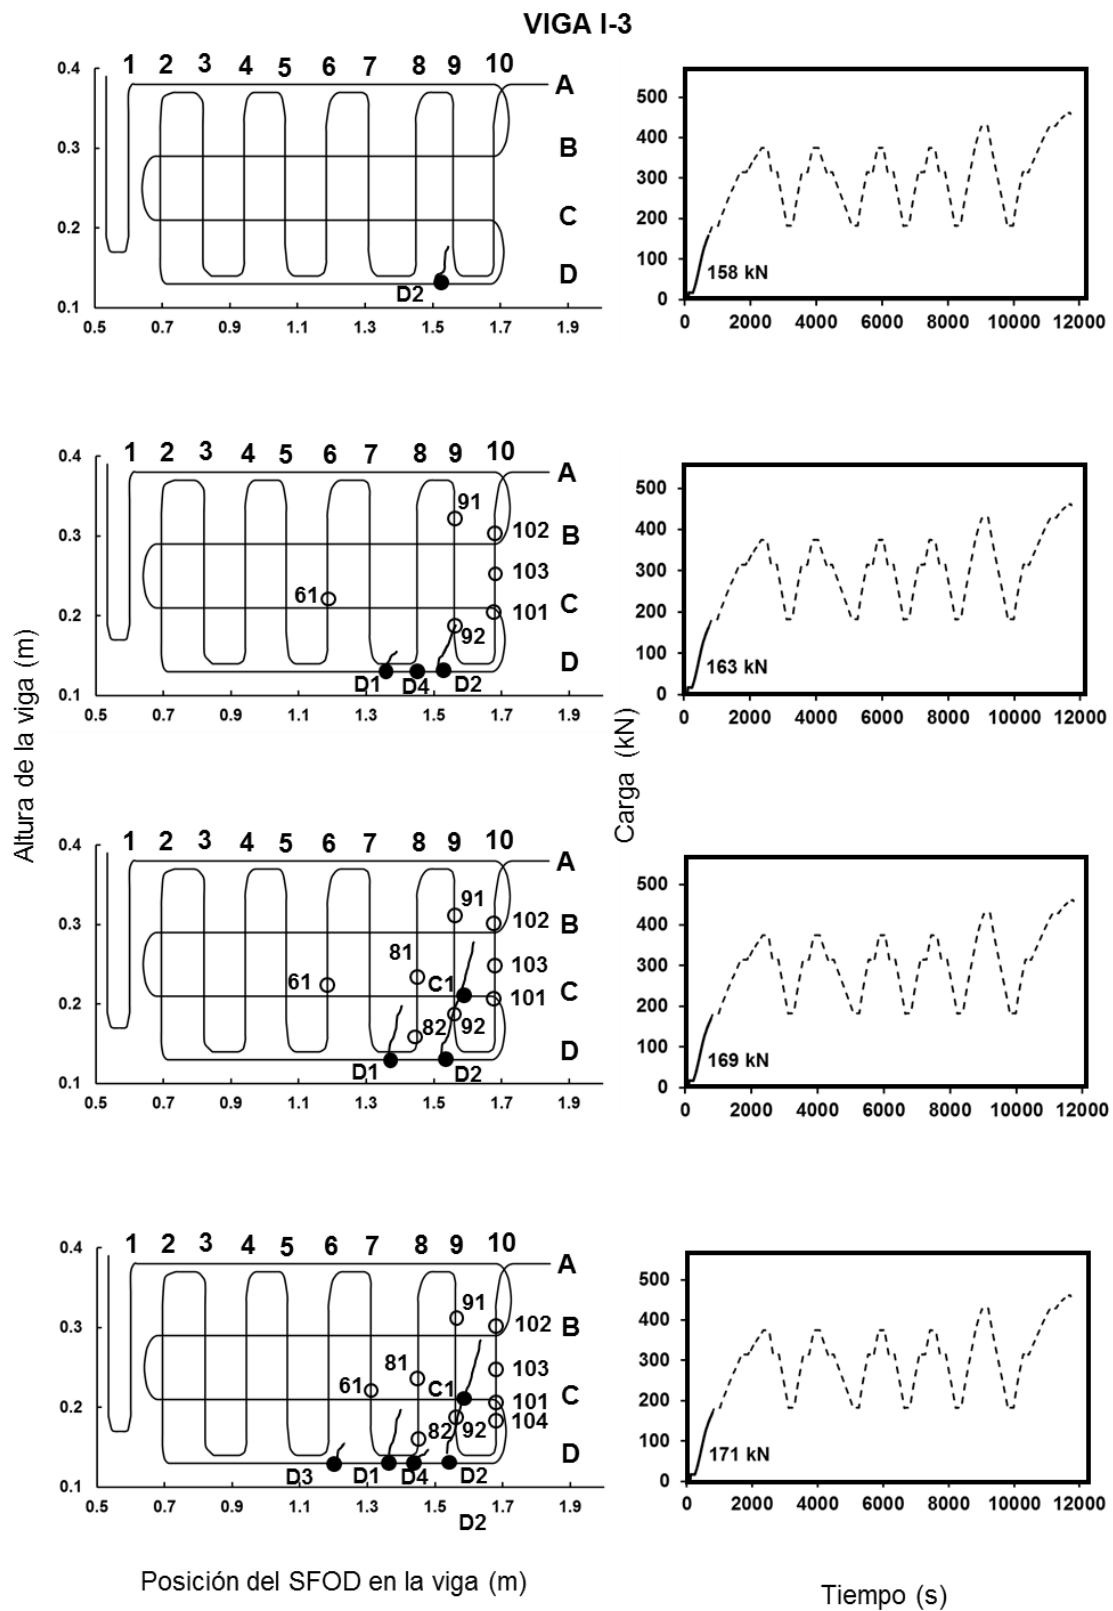 VIGA I-3
1 2 3 4 5 6 7 8 9 10
0.4
A
0.3
B
C
0.2
D
D2
0.1
0.5 0.7 0.9 1.1 1.3 1.5 1.7 1.9
500
400
300
200
100
158 kN
0
0 2000 4000 6000 8000 10000 12000
1 2 3 4 5 6 7 8 9 10
0.4
A
91
0.3
102
B
103
61
C
0.2
101
92
D
D1 D4 D2
0.1
0.5 0.7 0.9 1.1 1.3 1.5 1.7 1.9
500
400
300
200
100
163 kN
0
0 2000 4000 6000 8000 10000 12000
Altura de la viga (m)
Carga (kN)
1 2 3 4 5 6 7 8 9 10
0.4
A
91
0.3
102
B
81
103
61
C1
C
0.2
101
82 92
D
D1 D2
0.1
0.5 0.7 0.9 1.1 1.3 1.5 1.7 1.9
500
400
300
200
100
169 kN
0
0 2000 4000 6000 8000 10000 12000
1 2 3 4 5 6 7 8 9 10
0.4
A
91
0.3
102
B
81
103
61
C1
C
101
0.2
104
82 92
D
D3 D1 D4 D2
0.1
0.5 0.7 0.9 1.1 1.3 1.5 1.7 1.9
D2
500
400
300
200
100
171 kN
0
0 2000 4000 6000 8000 10000 12000
Posición del SFOD en la viga (m)
Tiempo (s)